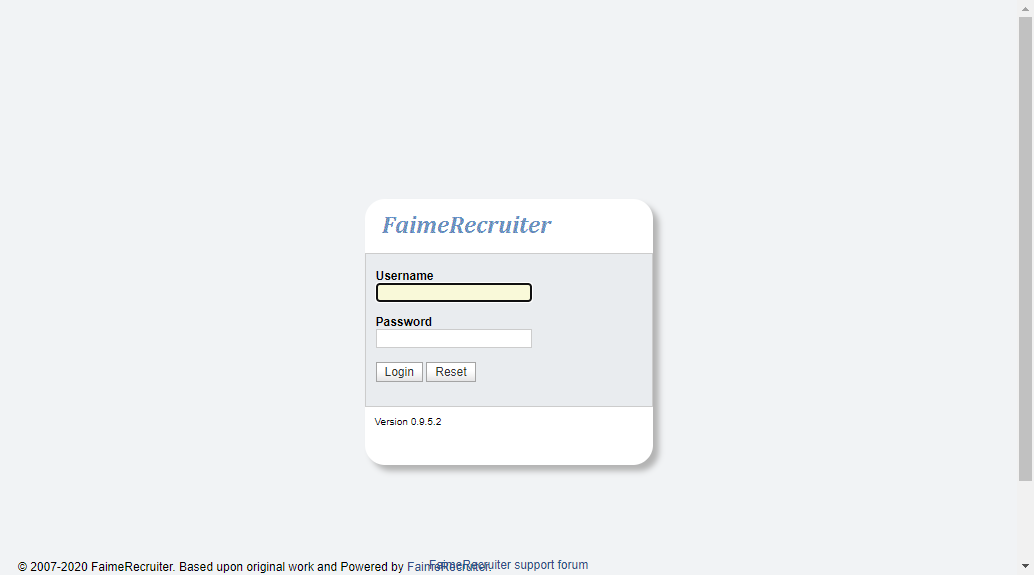 FaimeRecruiter
Username
Password
Login Reset
Version 0.9.5.2
© 2007-2020 FaimeRecruiter. Based upon original work and Powered by FaimeRecruiter.
FaimeRecruiter support forum